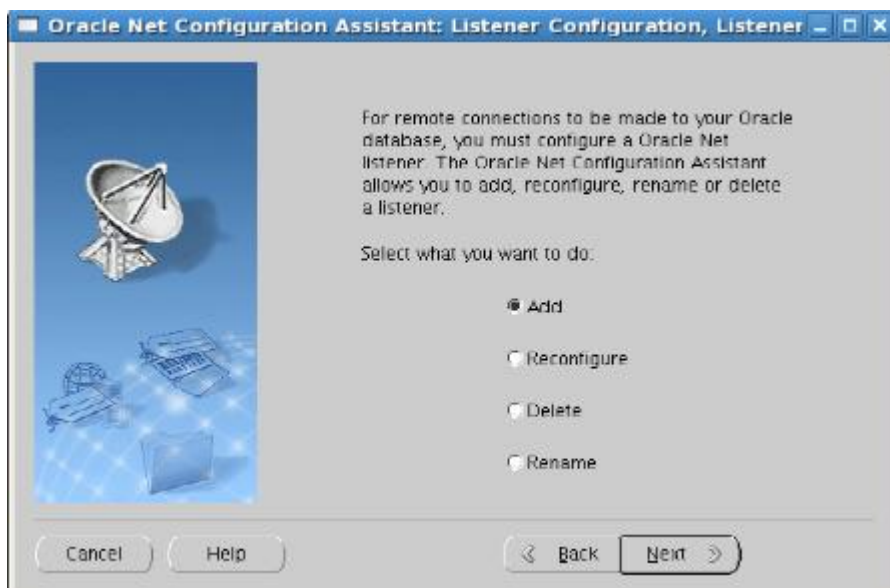 Oracle Net Configuration Assistant: Listener Configuration, Listener
For remote connections to be made to your Oracle
database, you must configure a Oracle Net
listener. The Oracle Net Configuration Assistant
allows you to add, reconfigure, rename or delete
a listener.
Select what you want to do:
Add
Reconfigure
Delete
Rename
Cancel
Help
Back
Next